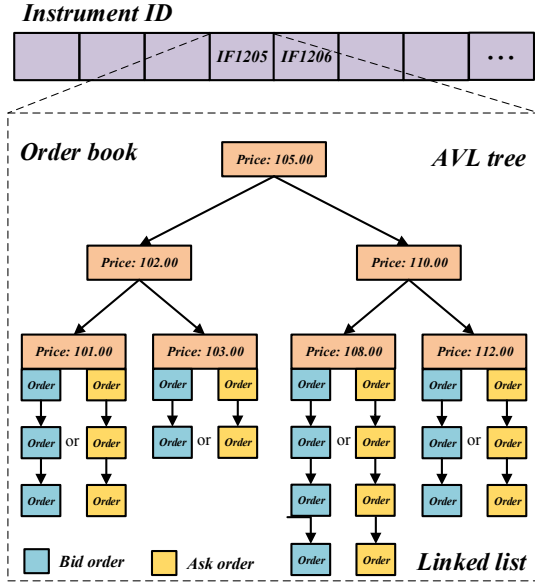 Instrument ID
IF1205 IF1206 ...
Order book AVL tree
Price: 105.00
Price: 102.00 Price: 110.00
Price: 101.00 Price: 103.00 Price: 108.00 Price: 112.00
Order Order Order Order Order Order Order Order
Order or Order Order or Order Order or Order Order or Order
Order Order Order Order Order Order
Order Order
Bid order Ask order Linked list